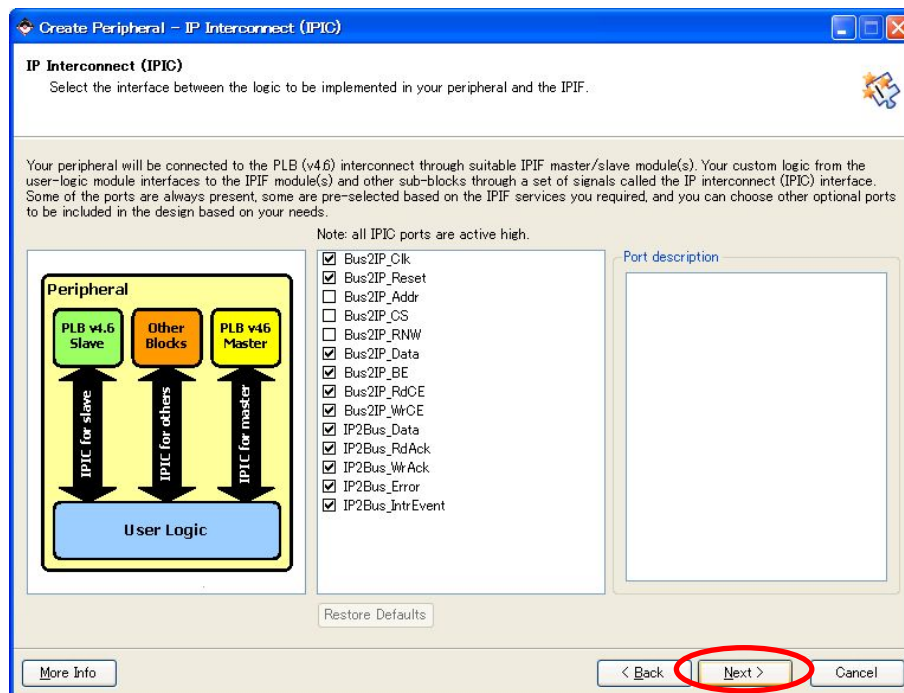 Create Peripheral - IP Interconnect (IPIC)
IP Interconnect (IPIC)
Select the interface between the logic to be implemented in your peripheral and the IPIF.
Your peripheral will be connected to the PLB (v4.6) interconnect through suitable IPIF master/slave module(s). Your custom logic from the
user-logic module interfaces to the IPIF module(s) and other sub-blocks through a set of signals called the IP interconnect (IPIC) interface.
Some of the ports are always present, some are pre-selected based on the IPIF services you required, and you can choose other optional ports
to be included in the design based on your needs.
Note: all IPIC ports are active high.
Peripheral
PLB v4.6
Slave
Other
Blocks
PLB v46
Master
IPIC for slave
IPIC for others
IPIC for master
User Logic
Bus2IP_Clk
Bus2IP_Reset
Bus2IP_Addr
Bus2IP_CS
Bus2IP_RNW
Bus2IP_Data
Bus2IP_BE
Bus2IP_RdCE
Bus2IP_WrCE
IP2Bus_Data
IP2Bus_RdAck
IP2Bus_WrAck
IP2Bus_Error
IP2Bus_IntrEvent
Port description
Restore Defaults
More Info
< Back
Next >
Cancel